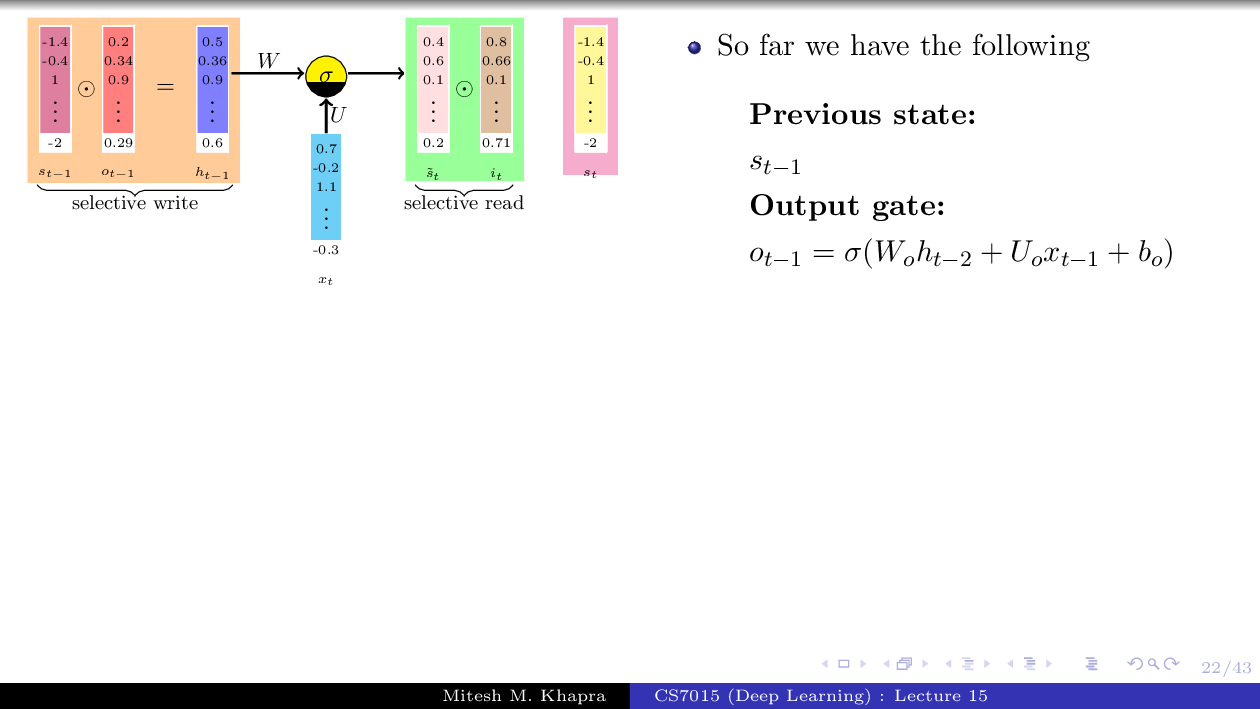 -1.4 -0.4 1 ⋮ -2
s_{t−1}
⊙
0.2 0.34 0.9 ⋮ 0.29
o_{t−1}
=
0.5 0.36 0.9 ⋮ 0.6
h_{t−1}
selective write
W
σ
U
0.7 -0.2 1.1 ⋮ -0.3
x_t
0.4 0.6 0.1 ⋮ 0.2
s̃_t
⊙
0.8 0.66 0.1 ⋮ 0.71
i_t
selective read
-1.4 -0.4 1 ⋮ -2
s_t
So far we have the following
Previous state:
s_{t−1}
Output gate:
o_{t−1} = σ(W_o h_{t−2} + U_o x_{t−1} + b_o)
22/43
Mitesh M. Khapra
CS7015 (Deep Learning) : Lecture 15